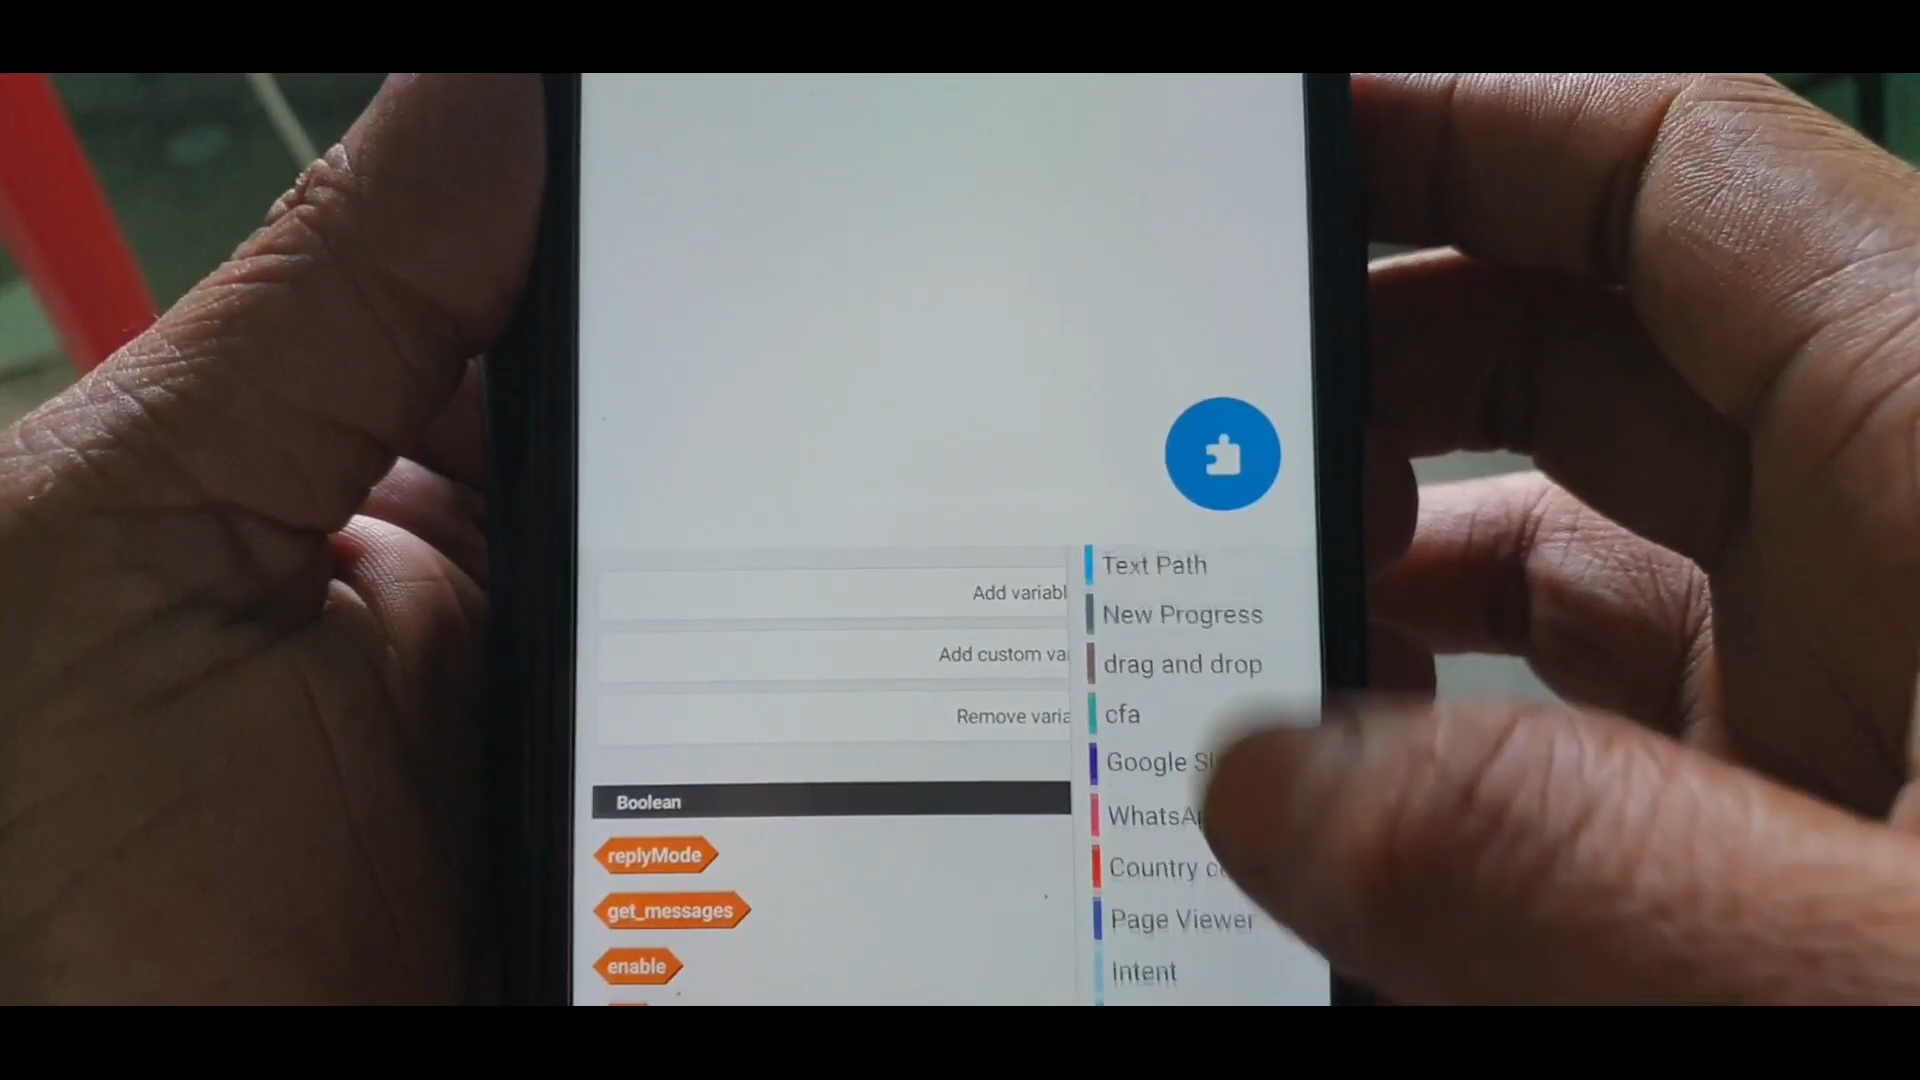 Add variabl
Add custom va
Remove varia
Boolean
replyMode
get_messages
enable
Text Path
New Progress
drag and drop
cfa
Google
Country
Page Viewer
Intent